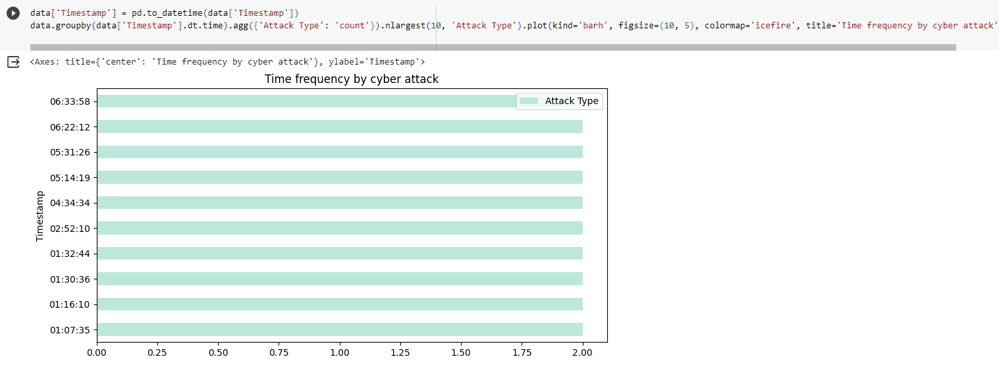 data['Timestamp'] = pd.to_datetime(data['Timestamp'])
data.groupby(data['Timestamp'].dt.time).agg({'Attack Type': 'count'}).nlargest(10, 'Attack Type').plot(kind='barh', figsize=(10, 5), colormap='icefire', title='Time frequency by cyber attack'
<Axes: title={'center': 'Time frequency by cyber attack'}, ylabel='Timestamp'>
Time frequency by cyber attack
Attack Type
06:33:58
06:22:12
05:31:26
05:14:19
04:34:34
02:52:10
01:32:44
01:30:36
01:16:10
01:07:35
Timestamp
0.00 0.25 0.50 0.75 1.00 1.25 1.50 1.75 2.00